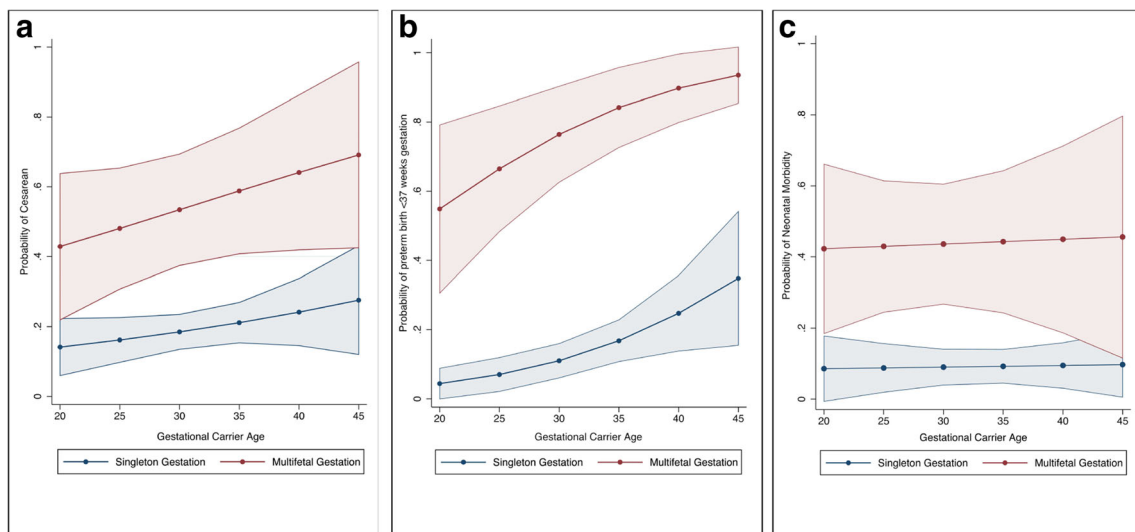 a
Probability of Cesarean
1
.8
.6
.4
.2
0
20 25 30 35 40 45
Gestational Carrier Age
Singleton Gestation Multifetal Gestation
b
Probability of preterm birth <37 weeks gestation
1
.8
.6
.4
.2
0
20 25 30 35 40 45
Gestational Carrier Age
Singleton Gestation Multifetal Gestation
c
Probability of Neonatal Morbidity
1
.8
.6
.4
.2
0
20 25 30 35 40 45
Gestational Carrier Age
Singleton Gestation Multifetal Gestation